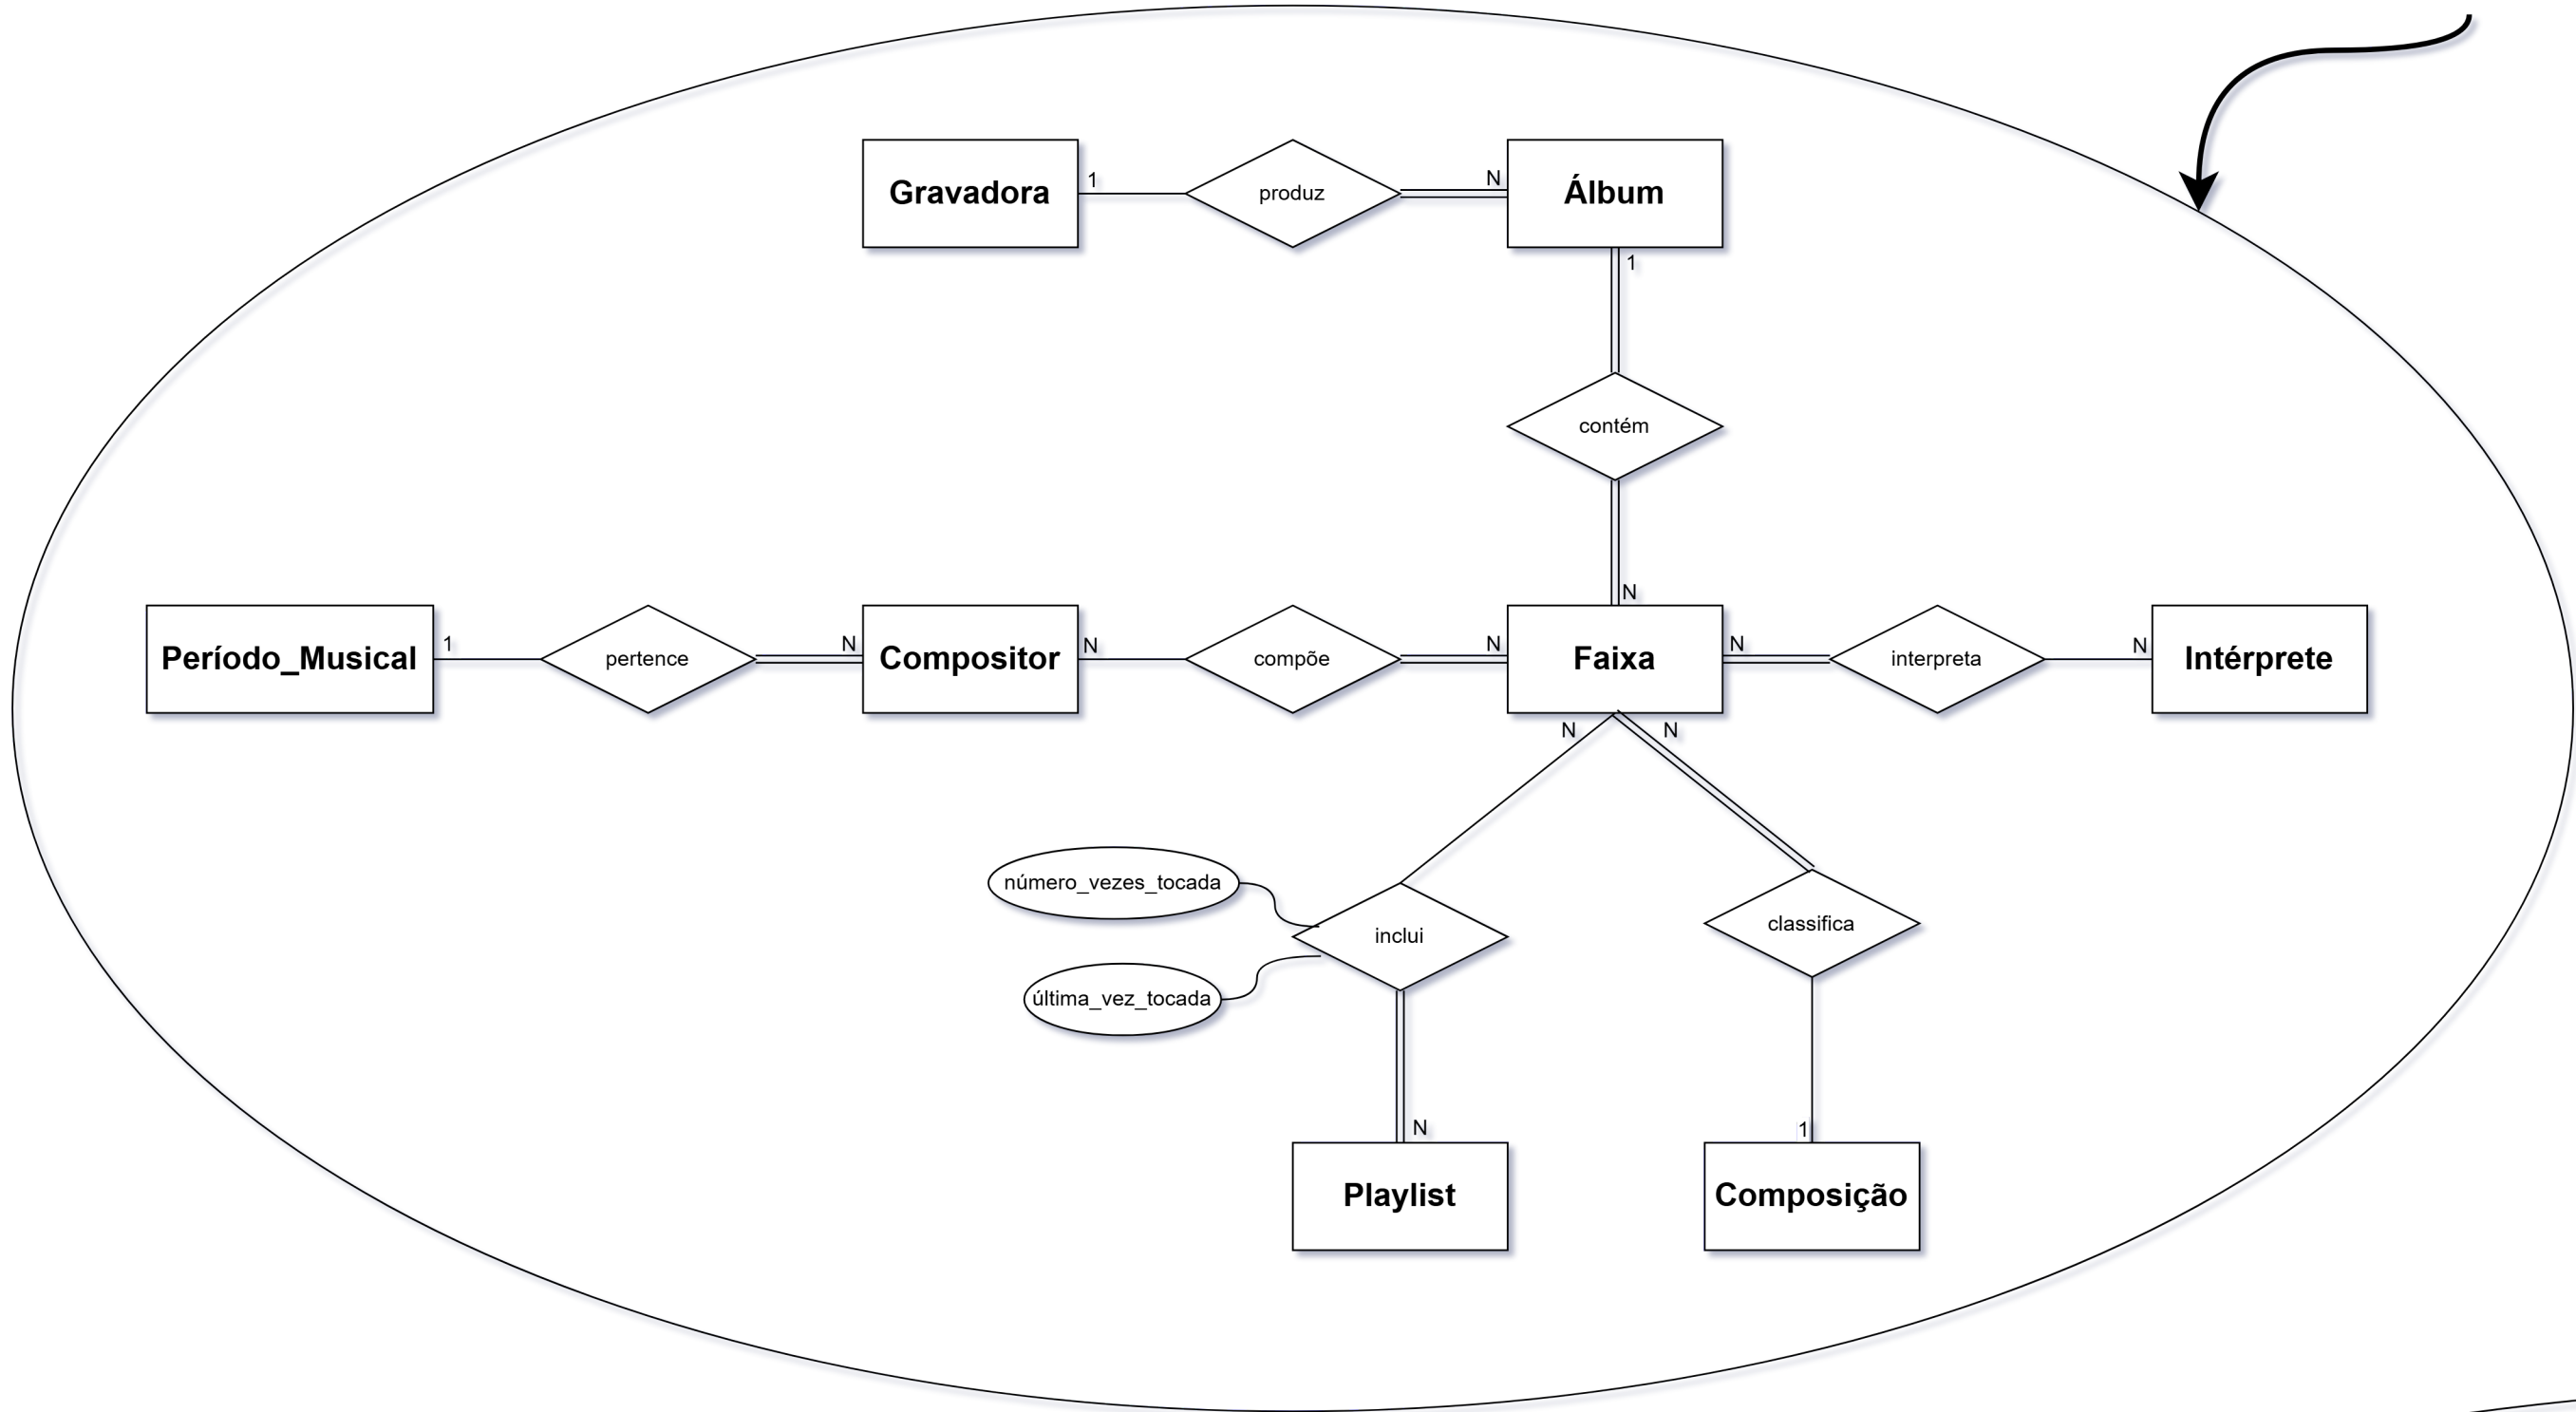 Gravadora
1
produz
N
Álbum
1
contém
N
Período_Musical
1
pertence
N
Compositor
N
compõe
N
Faixa
N
interpreta
N
Intérprete
N
N
número_vezes_tocada
última_vez_tocada
inclui
classifica
N
1
Playlist
Composição